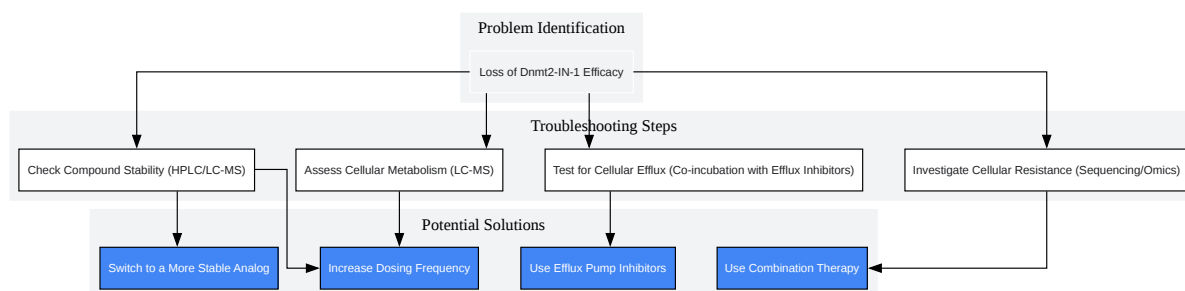 Problem Identification
Loss of Dnmt2-IN-1 Efficacy
Troubleshooting Steps
Check Compound Stability (HPLC/LC-MS)
Assess Cellular Metabolism (LC-MS)
Test for Cellular Efflux (Co-incubation with Efflux Inhibitors)
Investigate Cellular Resistance (Sequencing/Omics)
Potential Solutions
Switch to a More Stable Analog
Increase Dosing Frequency
Use Efflux Pump Inhibitors
Use Combination Therapy